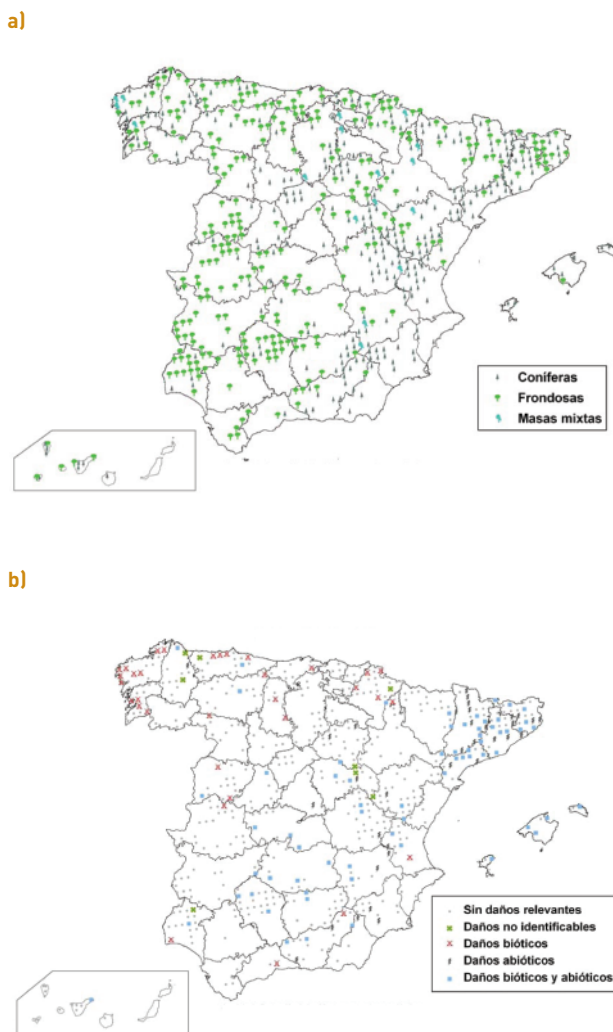 a)
Coníferas
Frondosas
Masas mixtas
b)
Sin daños relevantes
Daños no identificables
Daños bióticos
Daños abióticos
Daños bióticos y abióticos